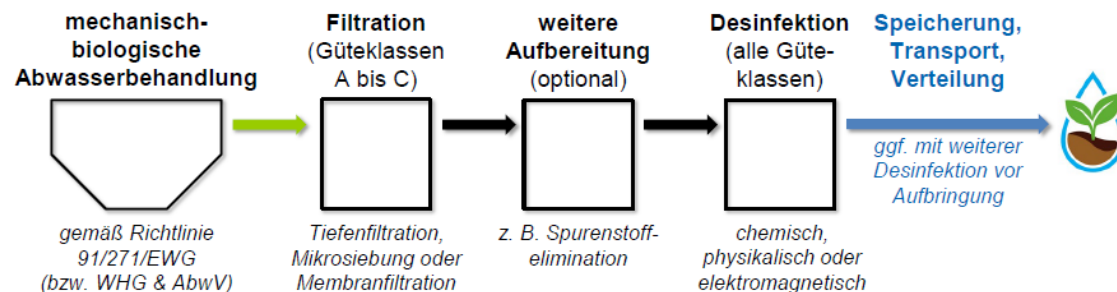 mechanisch-
biologische
Abwasserbehandlung
gemäß Richtlinie
91/271/EWG
(bzw. WHG & AbwV)
Filtration
(Güteklassen
A bis C)
Tiefenfiltration,
Mikrosiebung oder
Membranfiltration
weitere
Aufbereitung
(optional)
z. B. Spurenstoff-
elimination
Desinfektion
(alle Güte-
klassen)
chemisch,
physikalisch oder
elektromagnetisch
Speicherung,
Transport,
Verteilung
ggf. mit weiterer
Desinfektion vor
Aufbringung